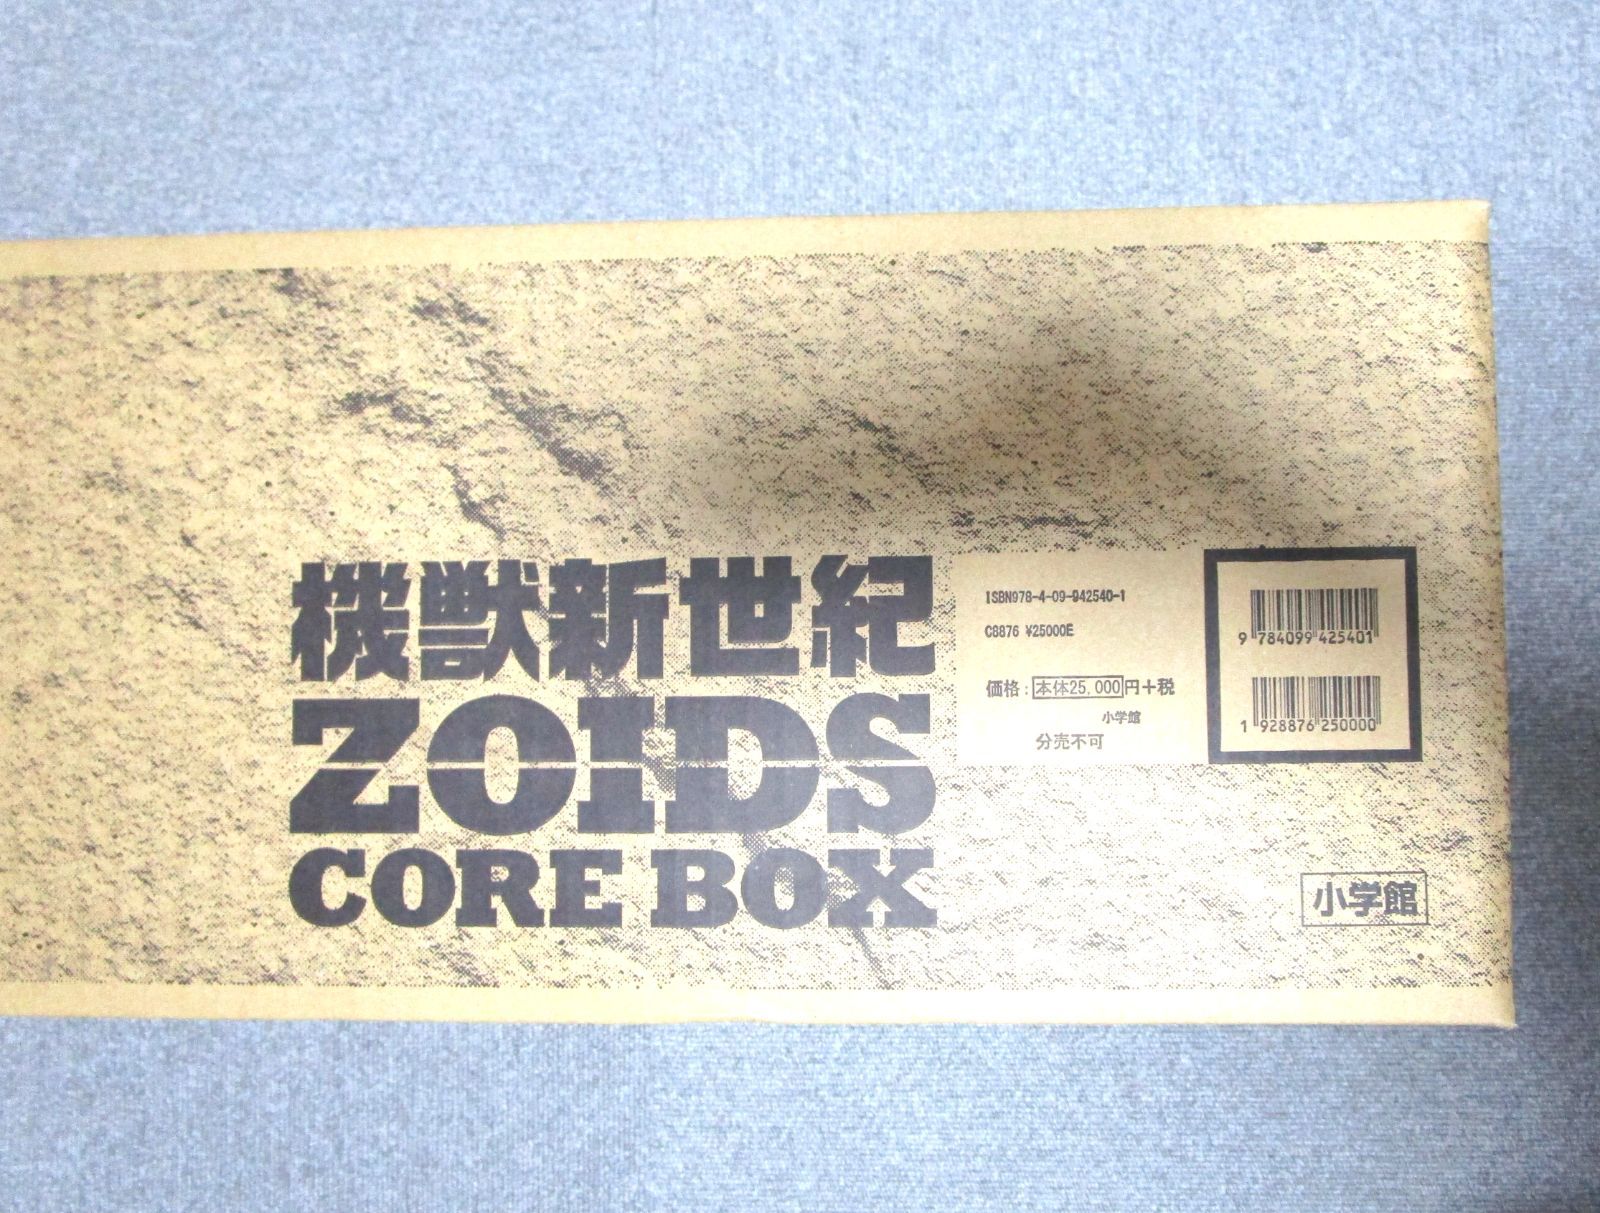 機獣新世紀
ZOIDS
CORE BOX
ISBN978-4-09-942540-1
C8876 ¥25000E
価格:本体25,000円+税
小学館
分売不可
9 784099 425401
1 928876 250000
小学館